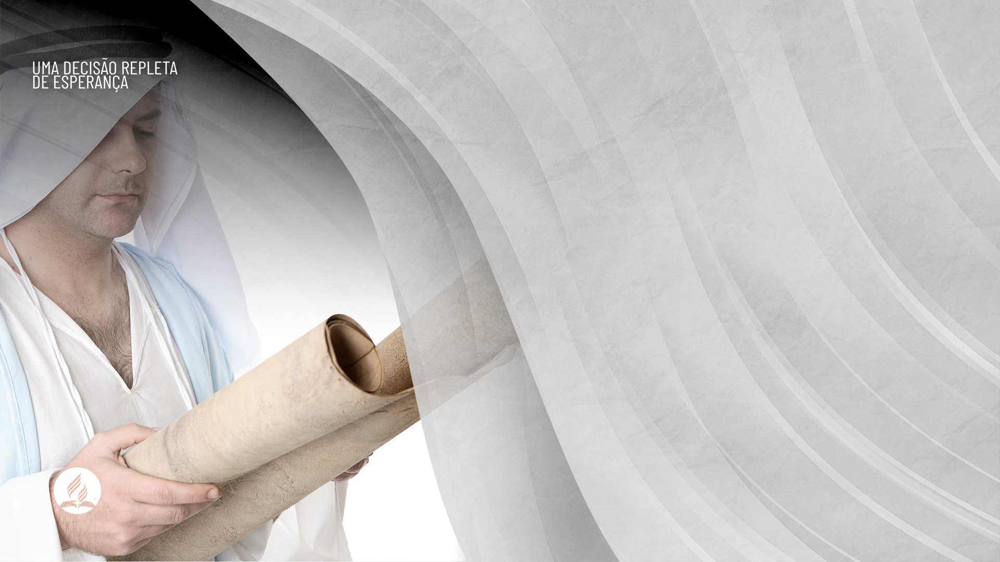 UMA DECISÃO REPLETA
DE ESPERANÇA